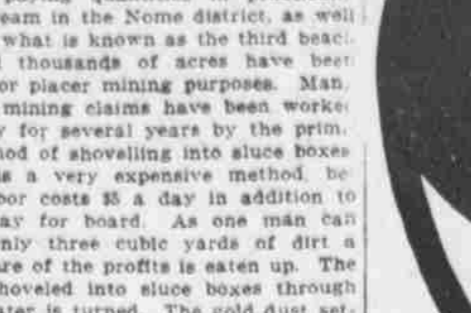 eam in the Nome district, as well
what is known as the third
thousands of acres have been
or placer mining purposes. Man
mining claims have been worke
y for several years by the prim
hod of shovelling into sluce boxes
s a very expensive method, be
bor costs $5 a day in addition to
ay for board. As one man can
nly three cubic yards of dirt a
are of the profits is eaten up. The
hoveled into sluce boxes through
ater is turned. The gold dust set-